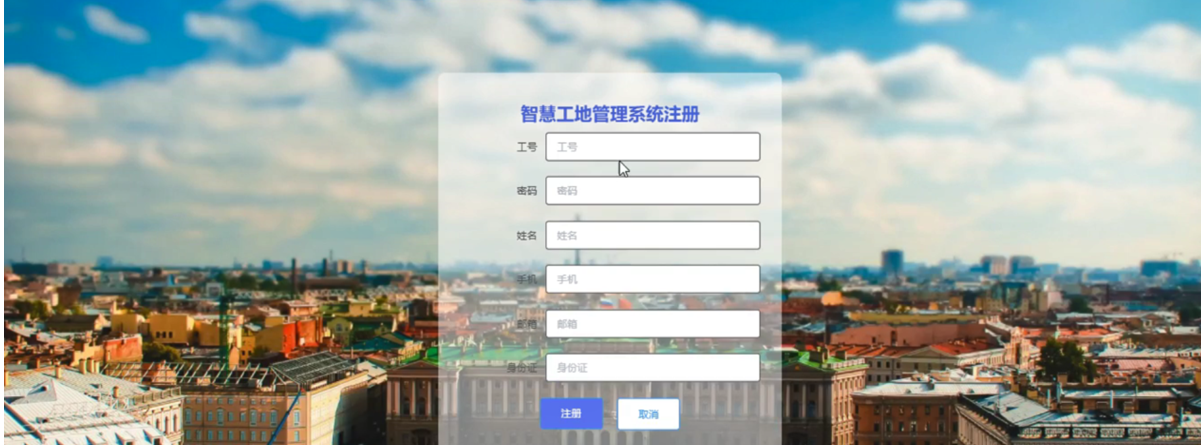 智慧工地管理系统注册
工号 工号
密码 密码
姓名 姓名
手机 手机
邮箱 邮箱
身份证 身份证
注册 取消